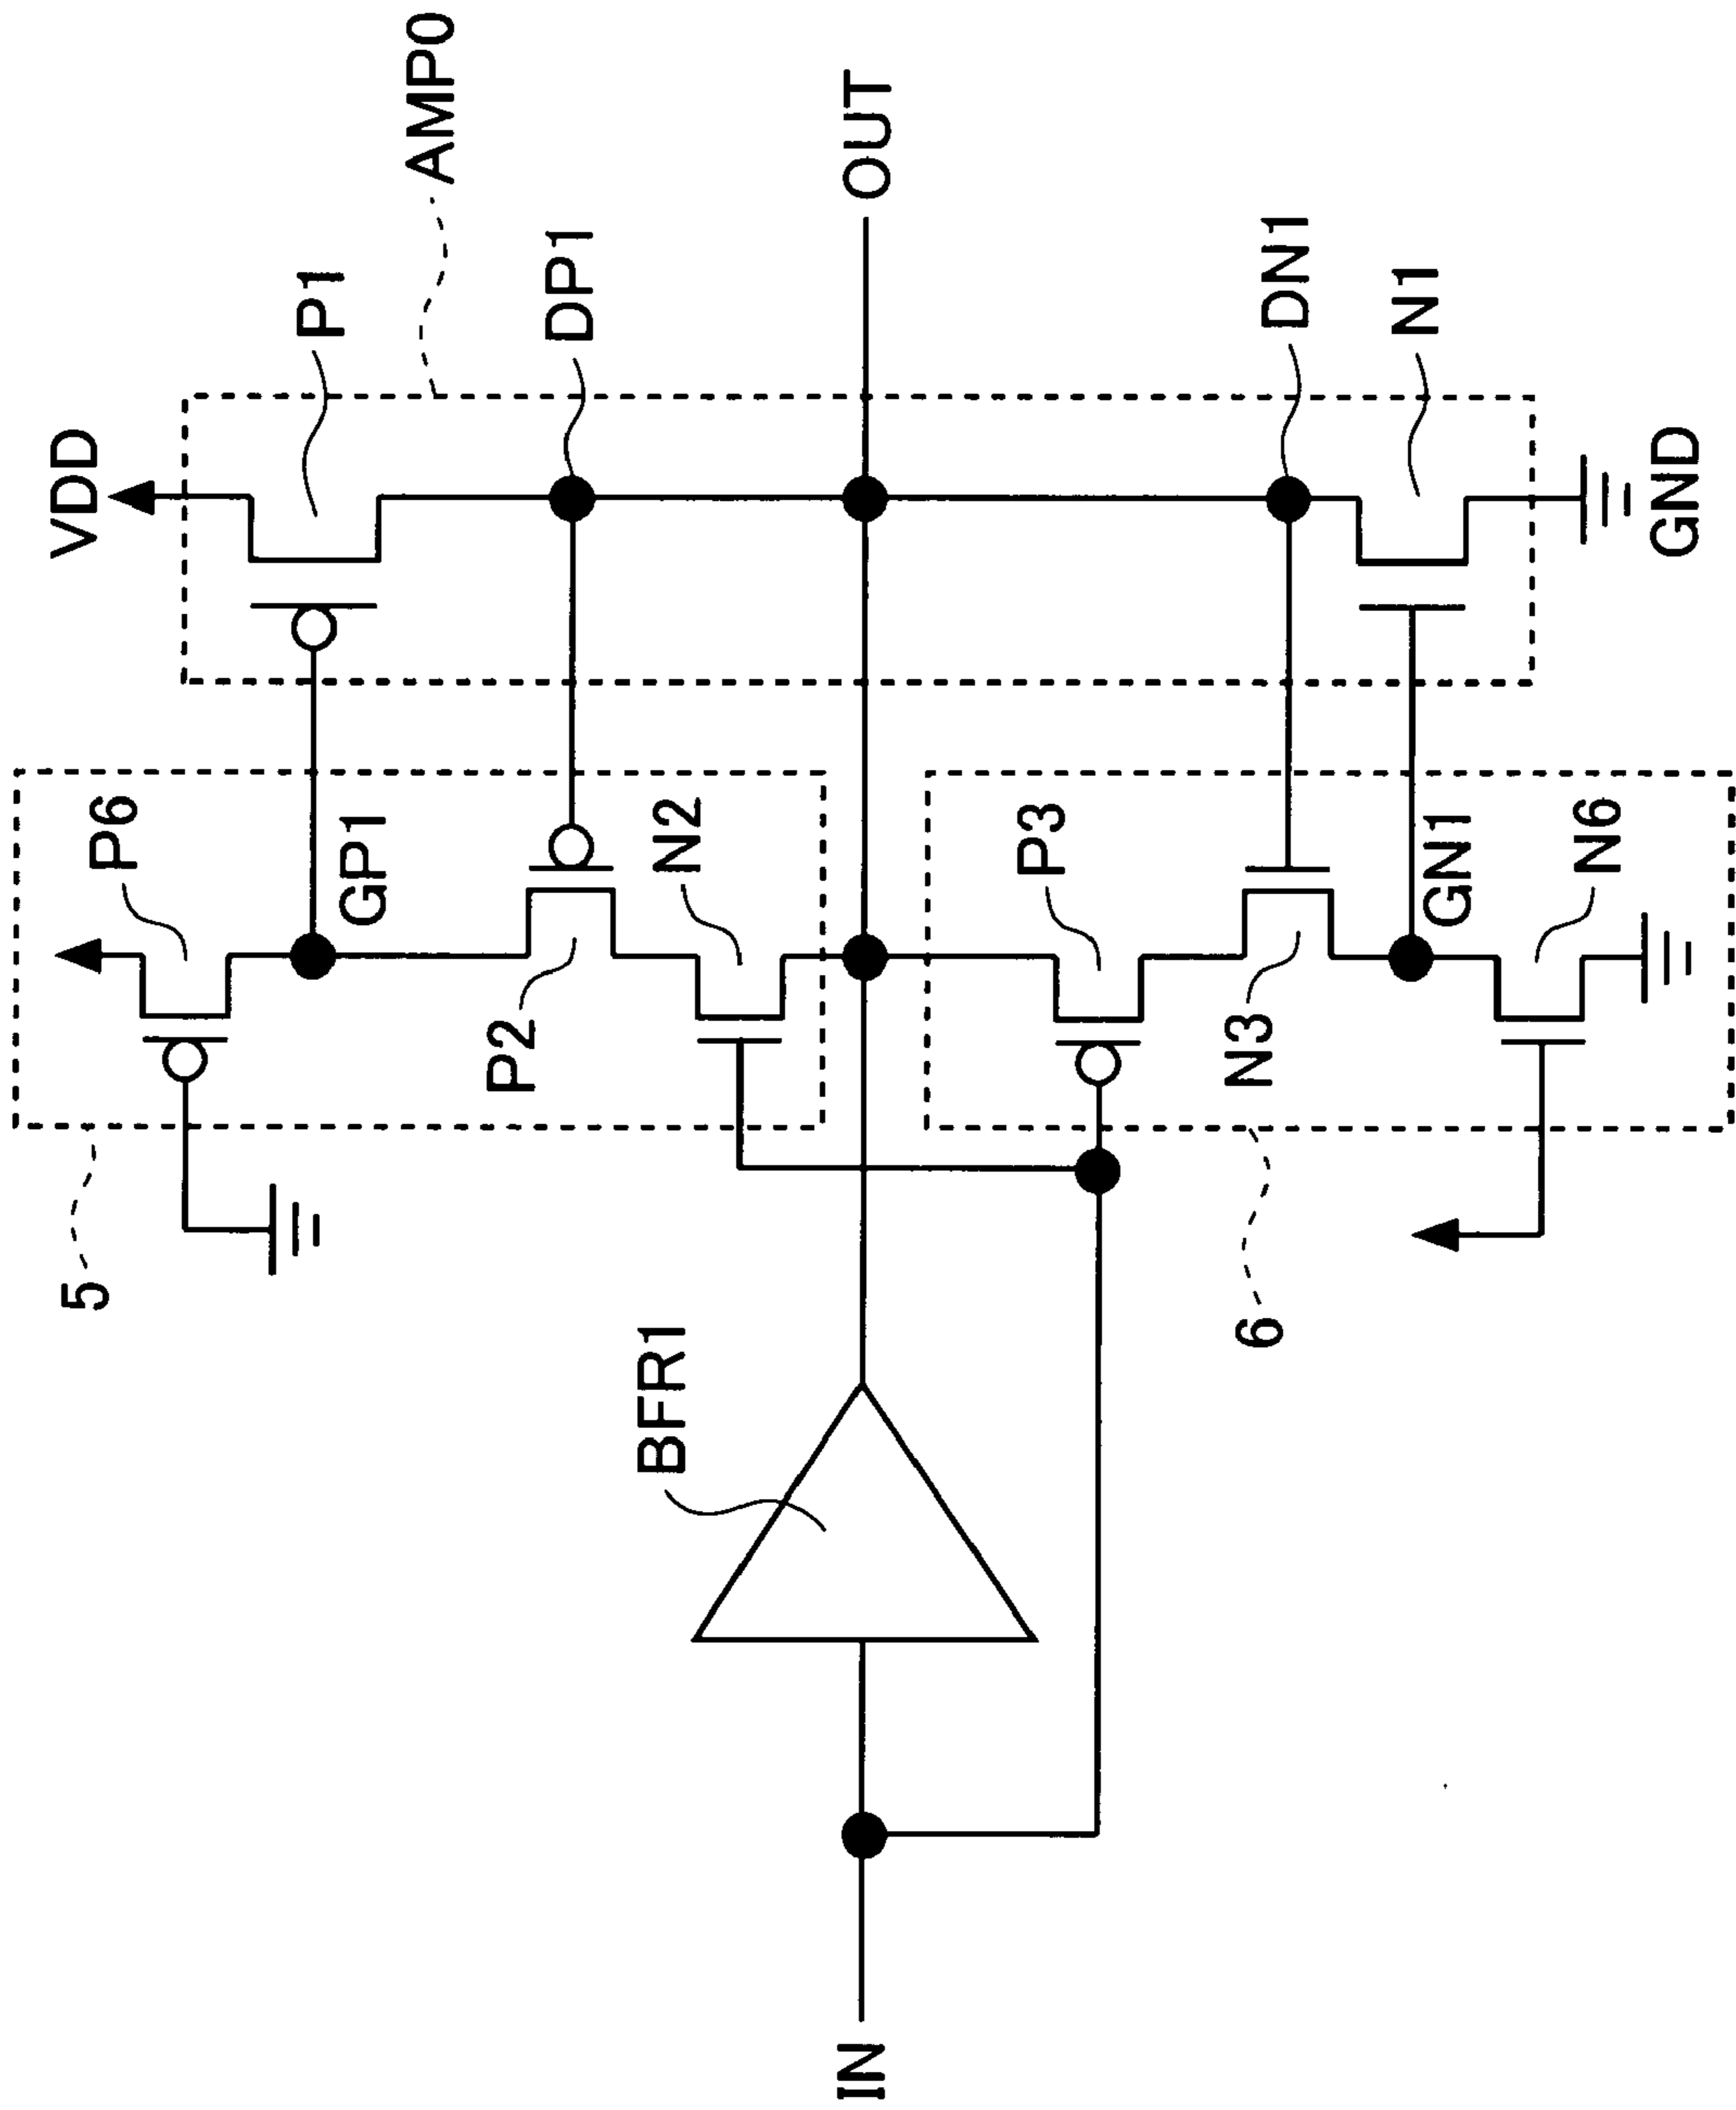 VDD
P1
AMP0
DP1
OUT
DN1
N1
GND
P6
GP1
P2
N2
P3
N3
GN1
N6
5
6
BFR1
IN